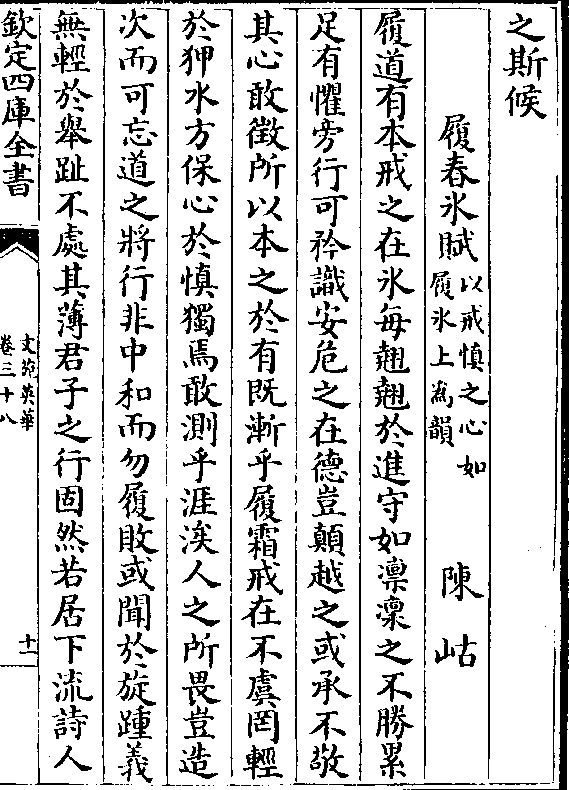 之斯候
履春氷賦以戒慎之心如履氷上為韻 陳岵
履道有本戒之在氷每翹翹於進守如凛凛之不勝累
足有懼旁行可矜識安危之在德豈顛越之或承不敬
其心敢徵所以本之於有既漸乎履霜戒在不虞罔輕
於狎水方保心於慎獨焉敢測乎涯涘人之所畏豈造
次而可忘道之將行非中和而勿履敗或聞於旋踵義
無輕於舉趾不處其薄君子之行固然若居下流詩人
欽定四庫全書
文苑英華
卷三十八
十一